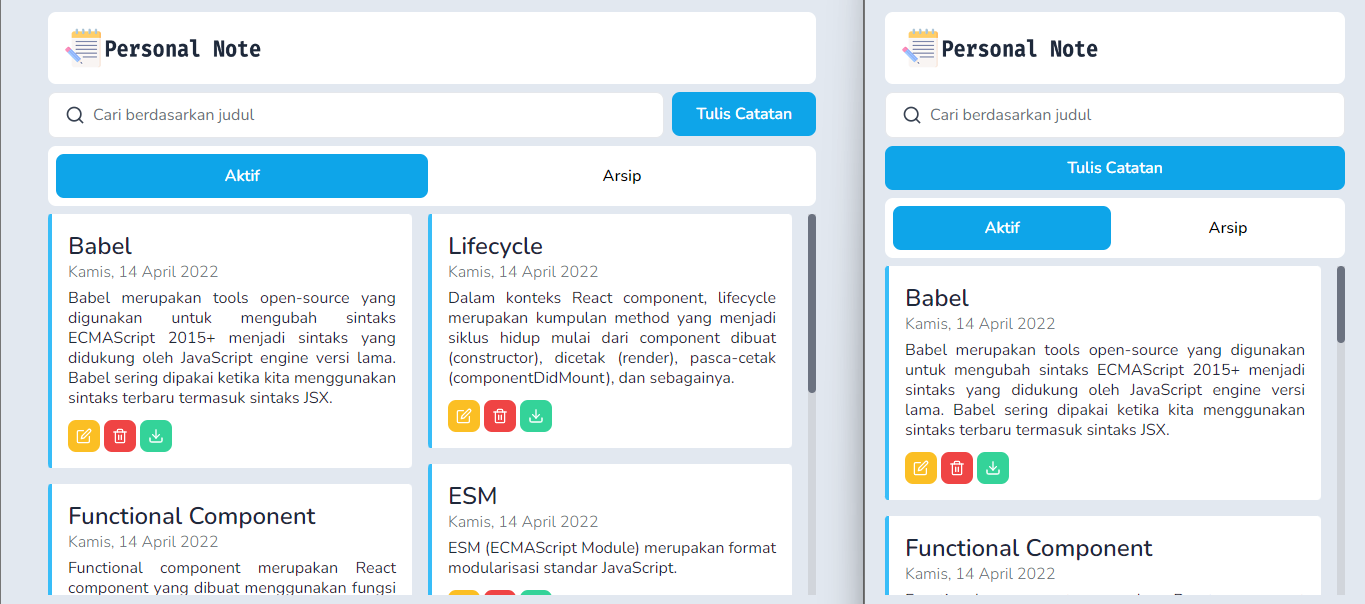 Personal Note
Cari berdasarkan judul
Tulis Catatan
Aktif
Arsip
Babel
Kamis, 14 April 2022
Babel merupakan tools open-source yang
digunakan untuk mengubah sintaks
ECMAScript 2015+ menjadi sintaks yang
didukung oleh JavaScript engine versi lama.
Babel sering dipakai ketika kita menggunakan
sintaks terbaru termasuk sintaks JSX.
Functional Component
Kamis, 14 April 2022
Functional component merupakan React
component yang dibuat menggunakan fungsi
Lifecycle
Kamis, 14 April 2022
Dalam konteks React component, lifecycle
merupakan kumpulan method yang menjadi
siklus hidup mulai dari component dibuat
(constructor), dicetak (render), pasca-cetak
(componentDidMount), dan sebagainya.
ESM
Kamis, 14 April 2022
ESM (ECMAScript Module) merupakan format
modularisasi standar JavaScript.
Personal Note
Cari berdasarkan judul
Tulis Catatan
Aktif
Arsip
Babel
Kamis, 14 April 2022
Babel merupakan tools open-source yang digunakan
untuk mengubah sintaks ECMAScript 2015+ menjadi
sintaks yang didukung oleh JavaScript engine versi
lama. Babel sering dipakai ketika kita menggunakan
sintaks terbaru termasuk sintaks JSX.
Functional Component
Kamis, 14 April 2022